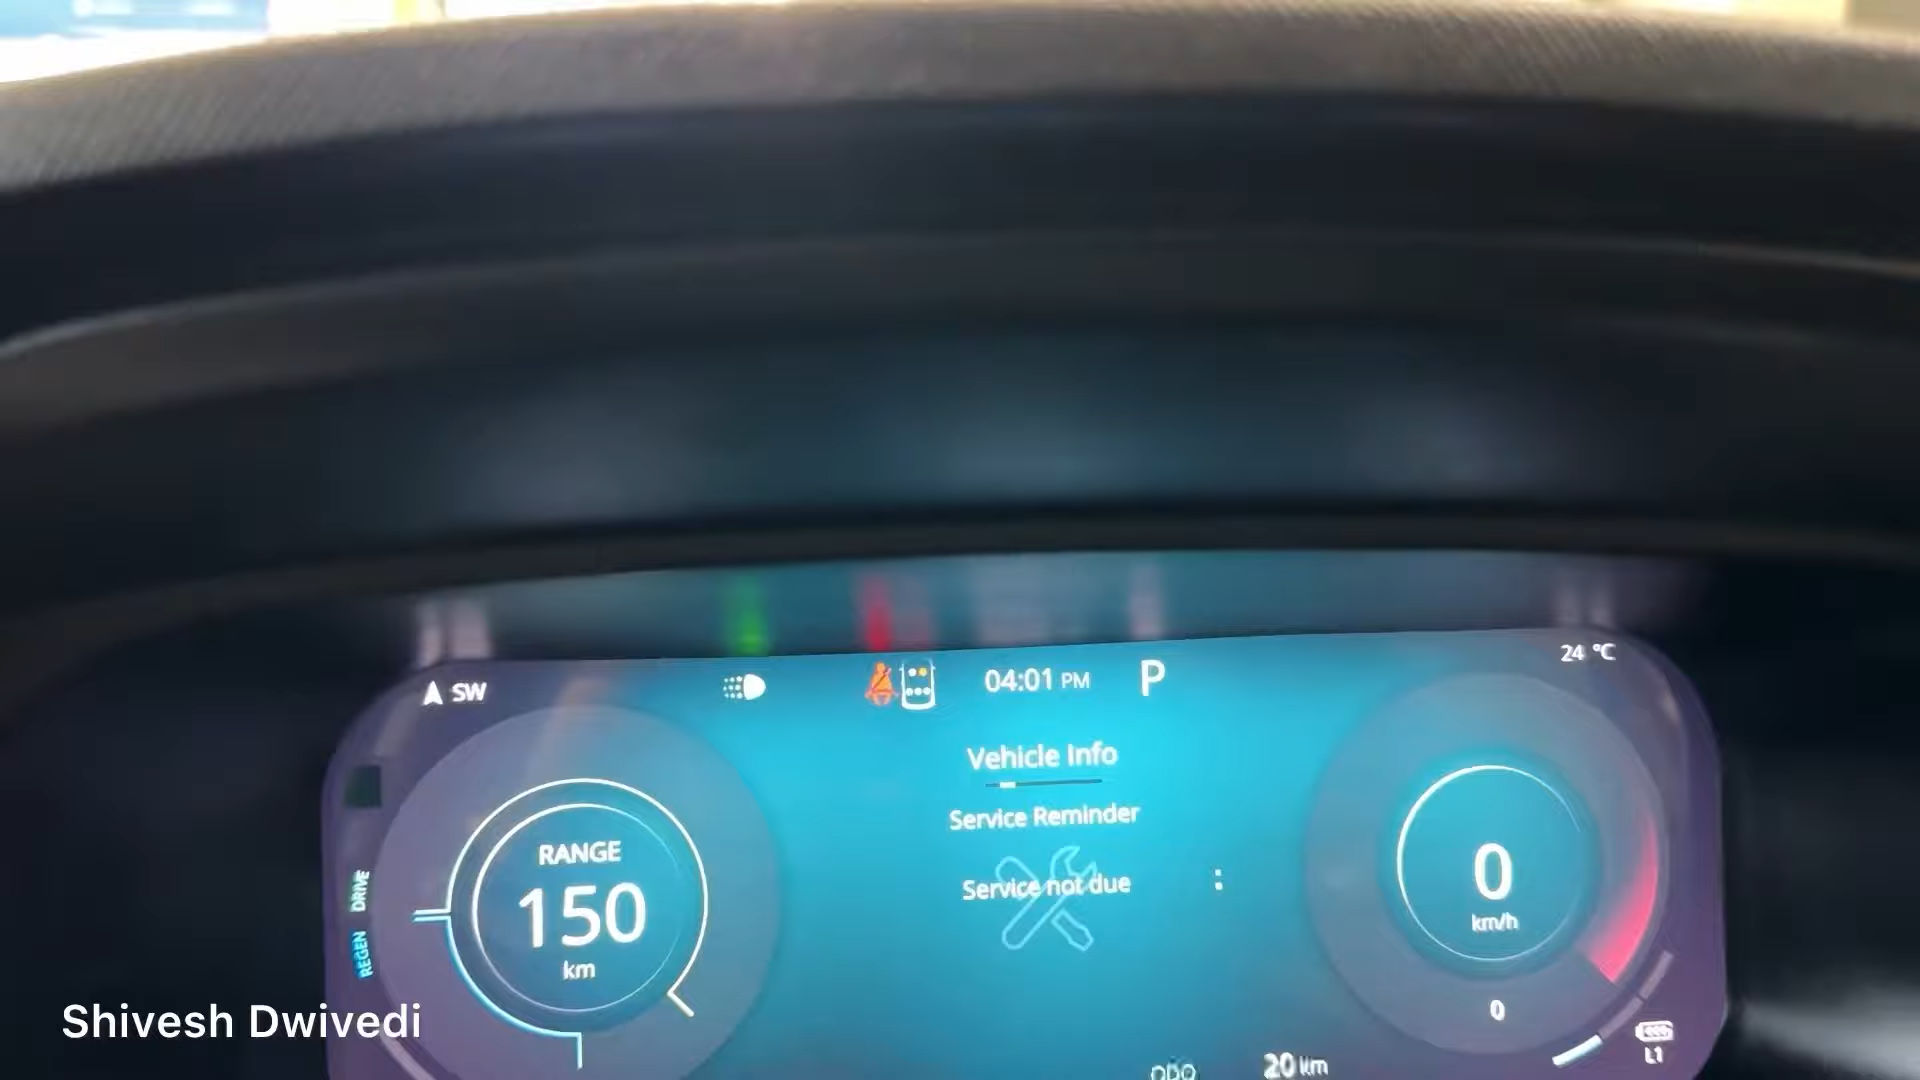 SW
04:01 PM
P
24 °C
Vehicle Info
Service Reminder
Service not due :
RANGE
150
km
DRIVE
REGEN
0
km/h
0
L1
ODO 20 km
Shivesh Dwivedi